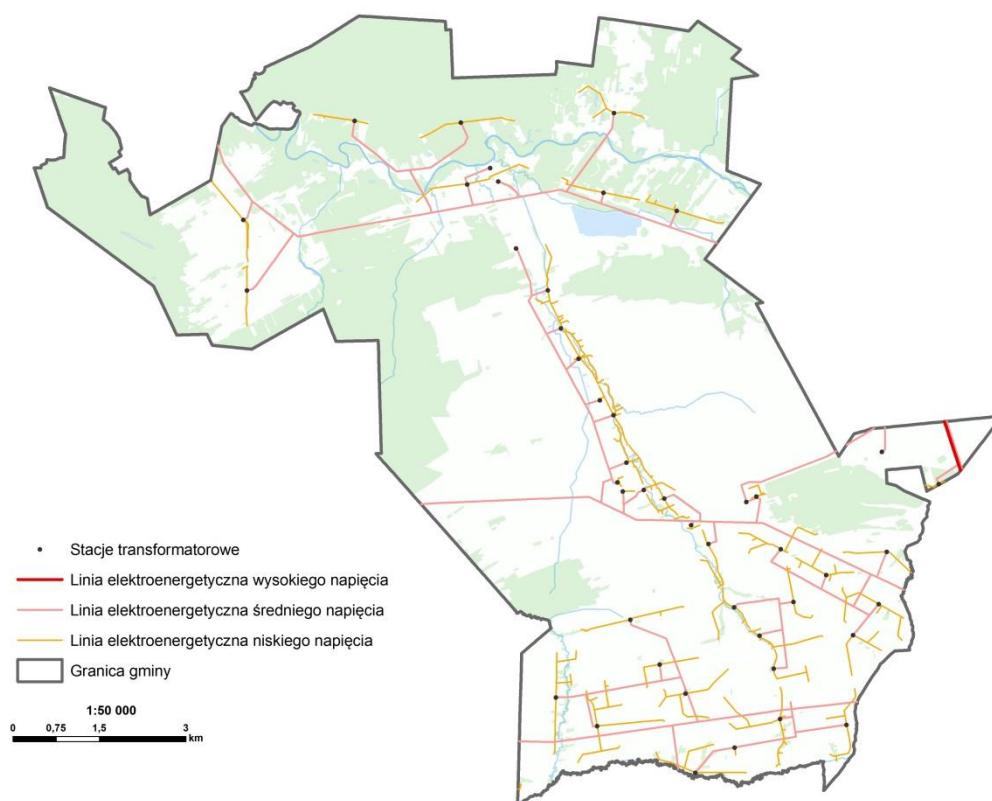 Stacje transformatorowe
Linia elektroenergetyczna wysokiego napięcia
Linia elektroenergetyczna średniego napięcia
Linia elektroenergetyczna niskiego napięcia
Granica gminy
1:50 000
0 0,75 1,5 3
km